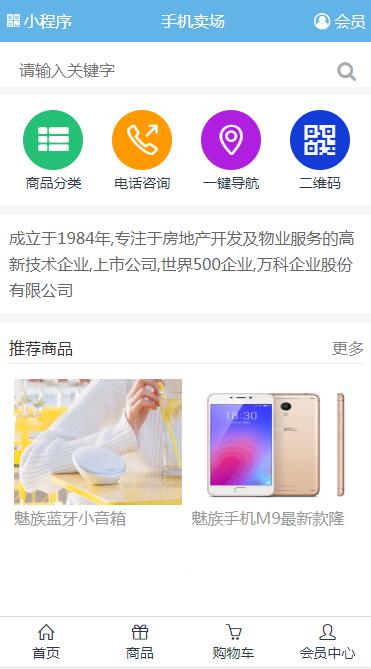 小程序 手机卖场 会员
请输入关键字
商品分类 电话咨询 一键导航 二维码
成立于1984年,专注于房地产开发及物业服务的高
新技术企业,上市公司,世界500企业,万科企业股份
有限公司
推荐商品 更多
18:30
魅族蓝牙小音箱 魅族手机M9最新款隆
首页 商品 购物车 会员中心